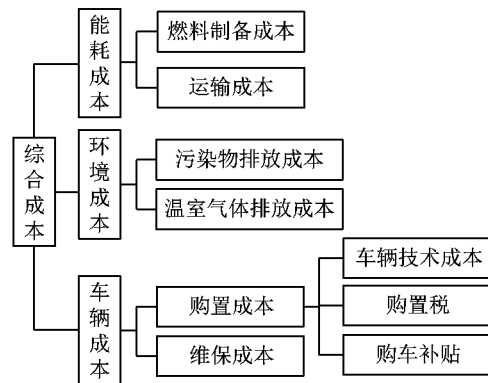 综合成本
能耗成本
燃料制备成本
运输成本
环境成本
污染物排放成本
温室气体排放成本
车辆成本
购置成本
车辆技术成本
购置税
购车补贴
维保成本